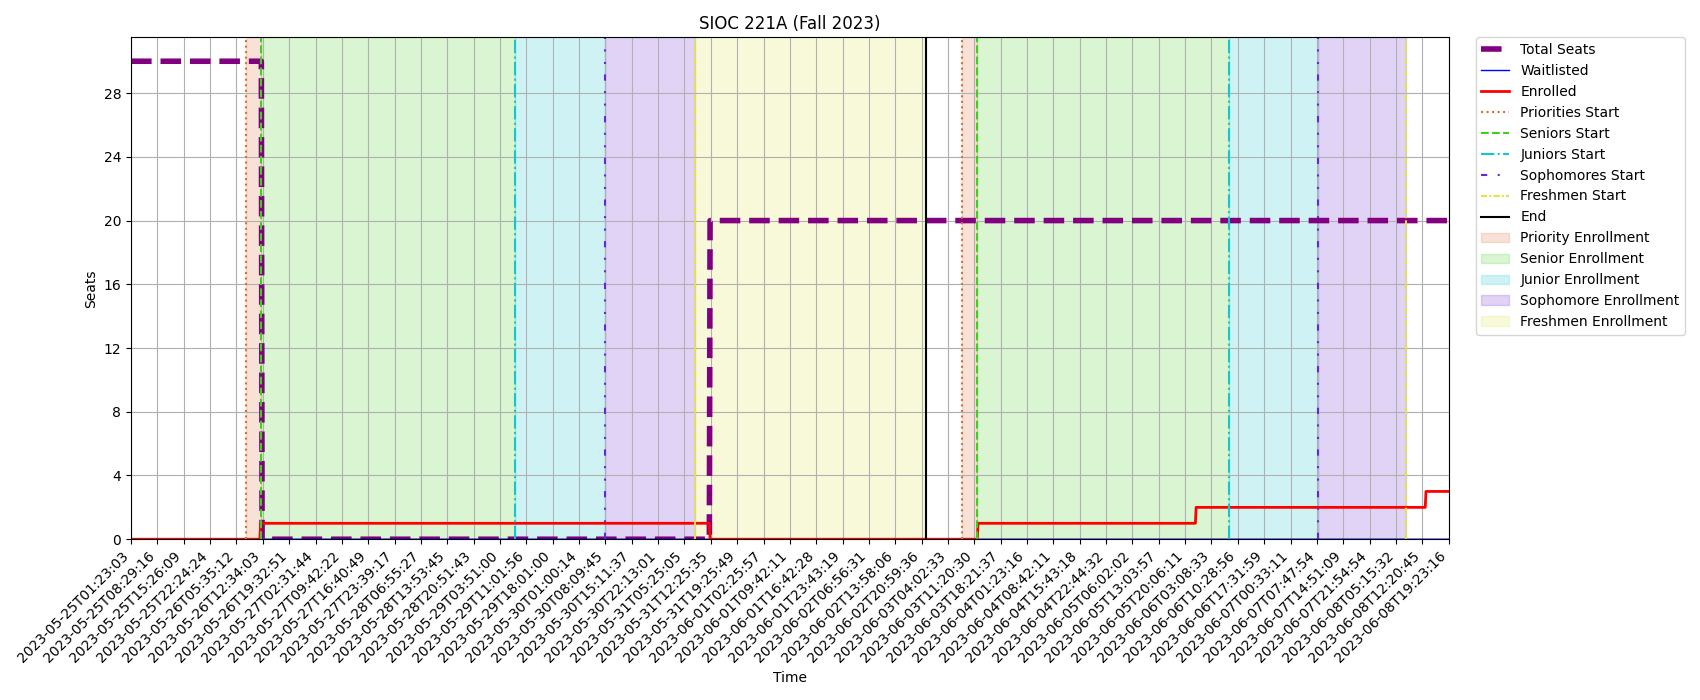 SIOC 221A (Fall 2023)
Seats
28
24
20
16
12
8
4
0
2023-05-25T01:23:03
2023-05-25T08:29:16
2023-05-25T15:26:09
2023-05-25T22:24:24
2023-05-26T05:35:12
2023-05-26T12:34:03
2023-05-26T19:32:51
2023-05-27T02:31:44
2023-05-27T09:42:22
2023-05-27T16:40:49
2023-05-27T23:39:17
2023-05-28T06:55:27
2023-05-28T13:53:45
2023-05-28T20:51:43
2023-05-29T03:51:00
2023-05-29T11:01:56
2023-05-29T18:01:00
2023-05-30T01:00:14
2023-05-30T08:09:45
2023-05-30T15:11:37
2023-05-30T22:13:01
2023-05-31T05:25:05
2023-05-31T12:25:35
2023-05-31T19:25:49
2023-06-01T02:25:57
2023-06-01T09:42:11
2023-06-01T16:42:28
2023-06-01T23:43:19
2023-06-02T06:56:31
2023-06-02T13:58:06
2023-06-02T20:59:36
2023-06-03T04:02:33
2023-06-03T11:20:30
2023-06-03T18:21:37
2023-06-04T01:23:16
2023-06-04T08:42:11
2023-06-04T15:43:18
2023-06-04T22:44:32
2023-06-05T06:02:02
2023-06-05T13:03:57
2023-06-05T20:06:11
2023-06-06T03:08:33
2023-06-06T10:28:56
2023-06-06T17:31:59
2023-06-07T00:33:11
2023-06-07T07:47:54
2023-06-07T14:51:09
2023-06-07T21:54:54
2023-06-08T05:15:32
2023-06-08T12:20:45
2023-06-08T19:23:16
Time
Total Seats
Waitlisted
Enrolled
Priorities Start
Seniors Start
Juniors Start
Sophomores Start
Freshmen Start
End
Priority Enrollment
Senior Enrollment
Junior Enrollment
Sophomore Enrollment
Freshmen Enrollment